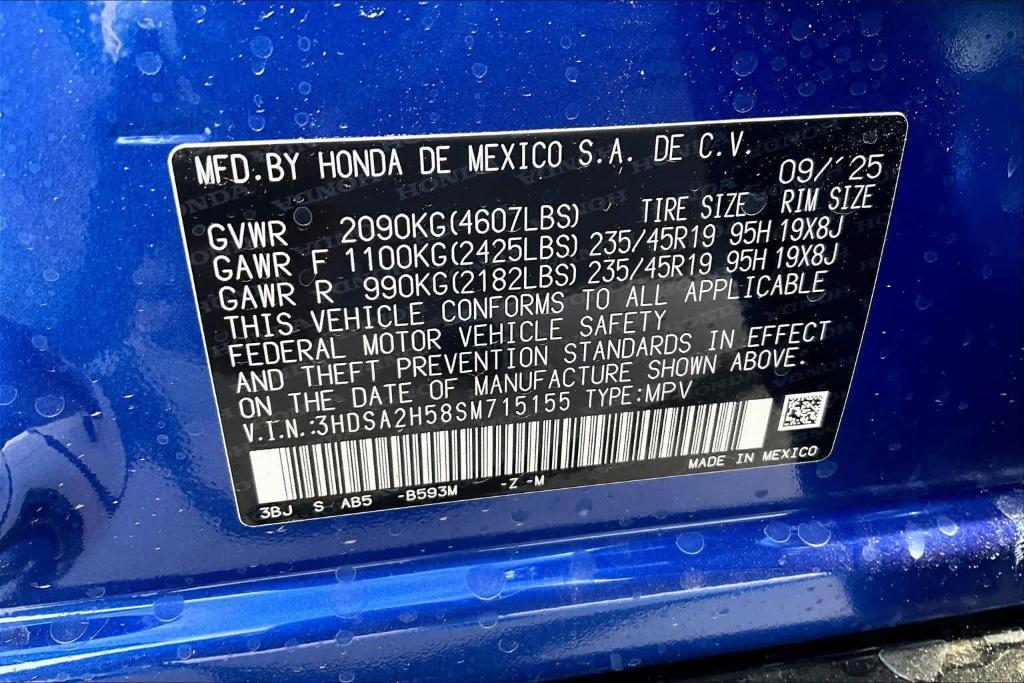 MFD.BY HONDA DE MEXICO S.A. DE C.V.
09/´25
TIRE SIZE RIM SIZE
GVWR 2090KG(4607LBS)
GAWR F 1100KG(2425LBS) 235/45R19 95H 19X8J
GAWR R 990KG(2182LBS) 235/45R19 95H 19X8J
THIS VEHICLE CONFORMS TO ALL APPLICABLE
FEDERAL MOTOR VEHICLE SAFETY
AND THEFT PREVENTION STANDARDS IN EFFECT
ON THE DATE OF MANUFACTURE SHOWN ABOVE.
V.I.N.:3HDSA2H58SM715155 TYPE:MPV
MADE IN MEXICO
3BJ S AB5 -B593M -Z -M